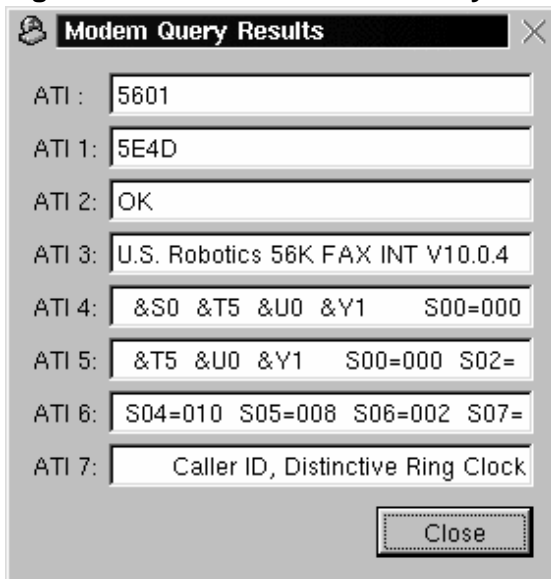 Modem Query Results
ATI : 5601
ATI 1: 5E4D
ATI 2: OK
ATI 3: U.S. Robotics 56K FAX INT V10.0.4
ATI 4: &S0 &T5 &U0 &Y1 S00=000
ATI 5: &T5 &U0 &Y1 S00=000 S02=
ATI 6: S04=010 S05=008 S06=002 S07=
ATI 7: Caller ID, Distinctive Ring Clock
Close